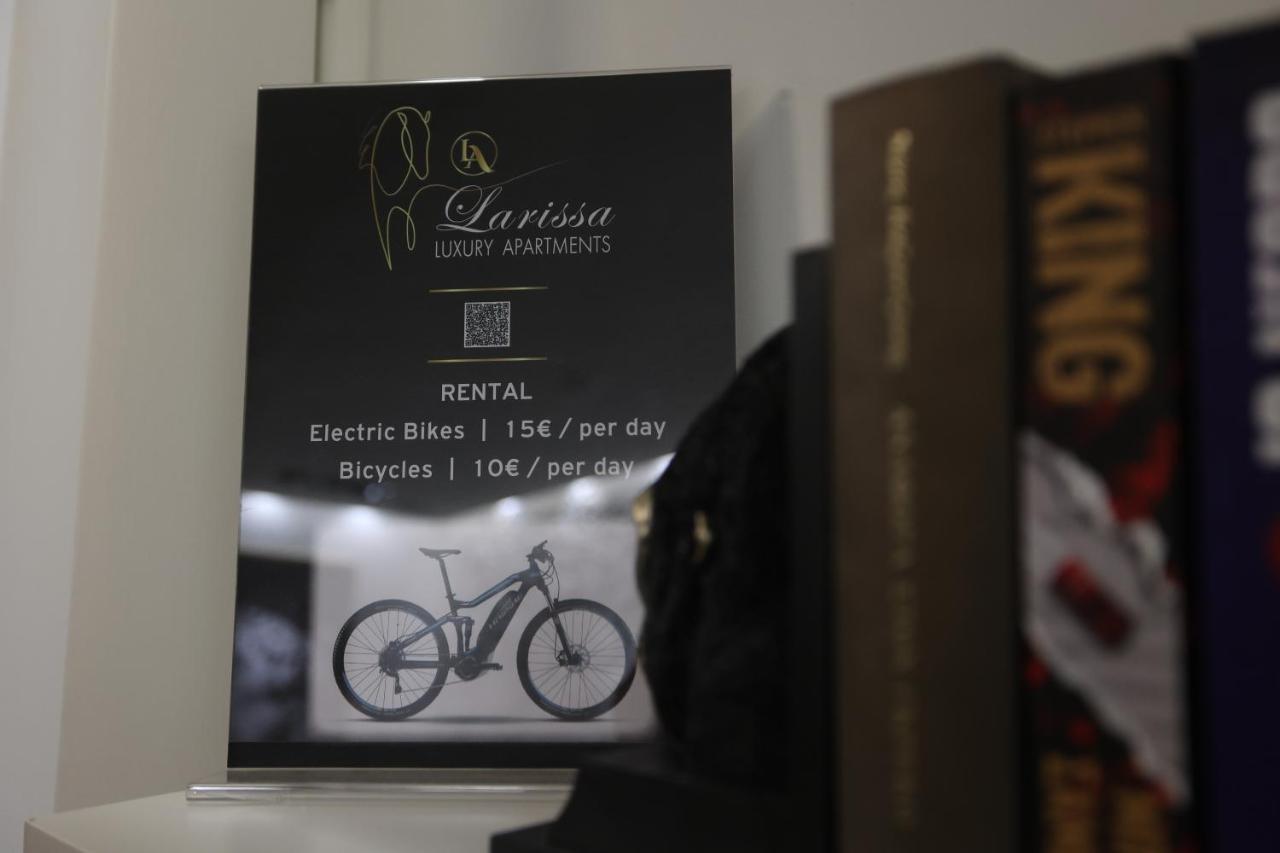 LA
Larissa
LUXURY APARTMENTS
RENTAL
Electric Bikes | 15€ / per day
Bicycles | 10€ / per day
KING